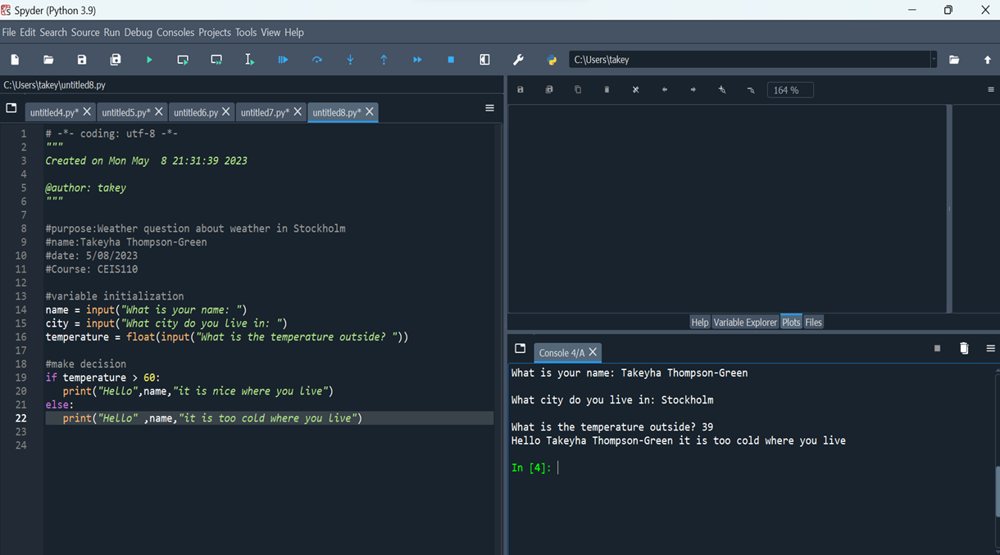 Spyder (Python 3.9)
File Edit Search Source Run Debug Consoles Projects Tools View Help
C:\Users\takey
C:\Users\takey\untitled8.py
untitled4.py* untitled5.py* untitled6.py untitled7.py* untitled8.py*
1 # -*- coding: utf-8 -*-
2 """
3 Created on Mon May  8 21:31:39 2023
4
5 @author: takey
6 """
7
8 #purpose:Weather question about weather in Stockholm
9 #name:Takeyha Thompson-Green
10 #date: 5/08/2023
11 #Course: CEIS110
12
13 #variable initialization
14 name = input("What is your name: ")
15 city = input("What city do you live in: ")
16 temperature = float(input("What is the temperature outside? "))
17
18 #make decision
19 if temperature > 60:
20    print("Hello",name,"it is nice where you live")
21 else:
22    print("Hello" ,name,"it is too cold where you live")
23
24
164 %
Help Variable Explorer Plots Files
Console 4/A
What is your name: Takeyha Thompson-Green
What city do you live in: Stockholm
What is the temperature outside? 39
Hello Takeyha Thompson-Green it is too cold where you live
In [4]: